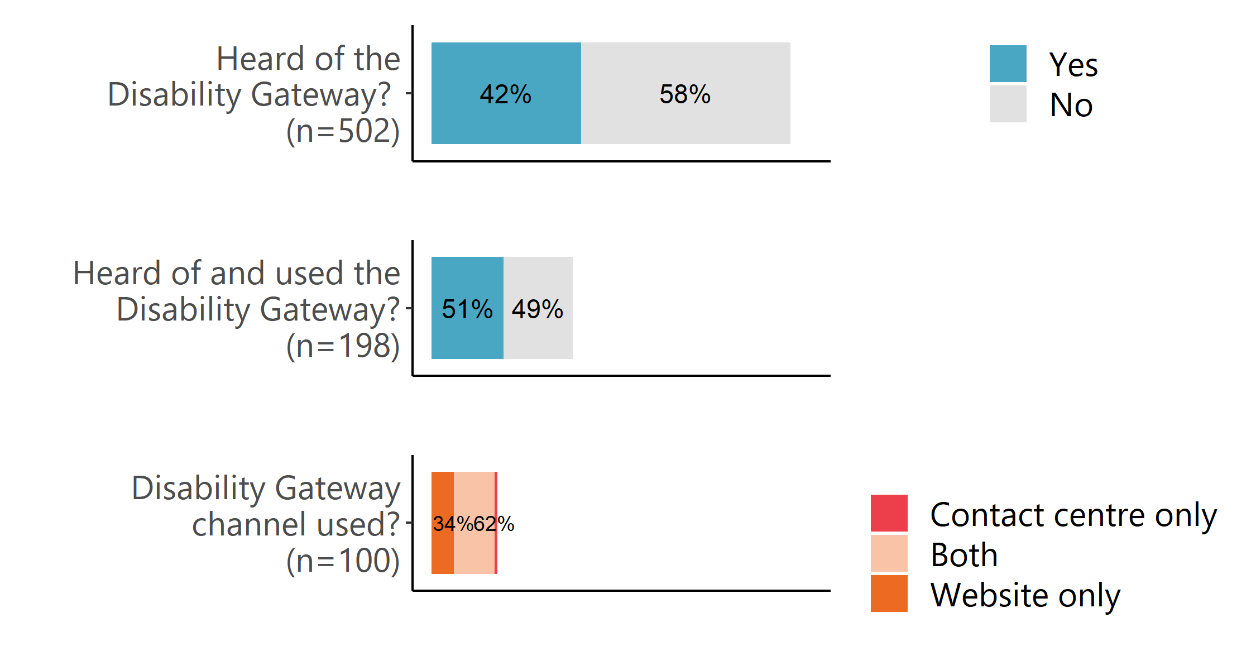 Heard of the
Disability Gateway?
(n=502)
42%
58%
Yes
No
Heard of and used the
Disability Gateway?
(n=198)
51%
49%
Disability Gateway
channel used?
(n=100)
34%
62%
Contact centre only
Both
Website only